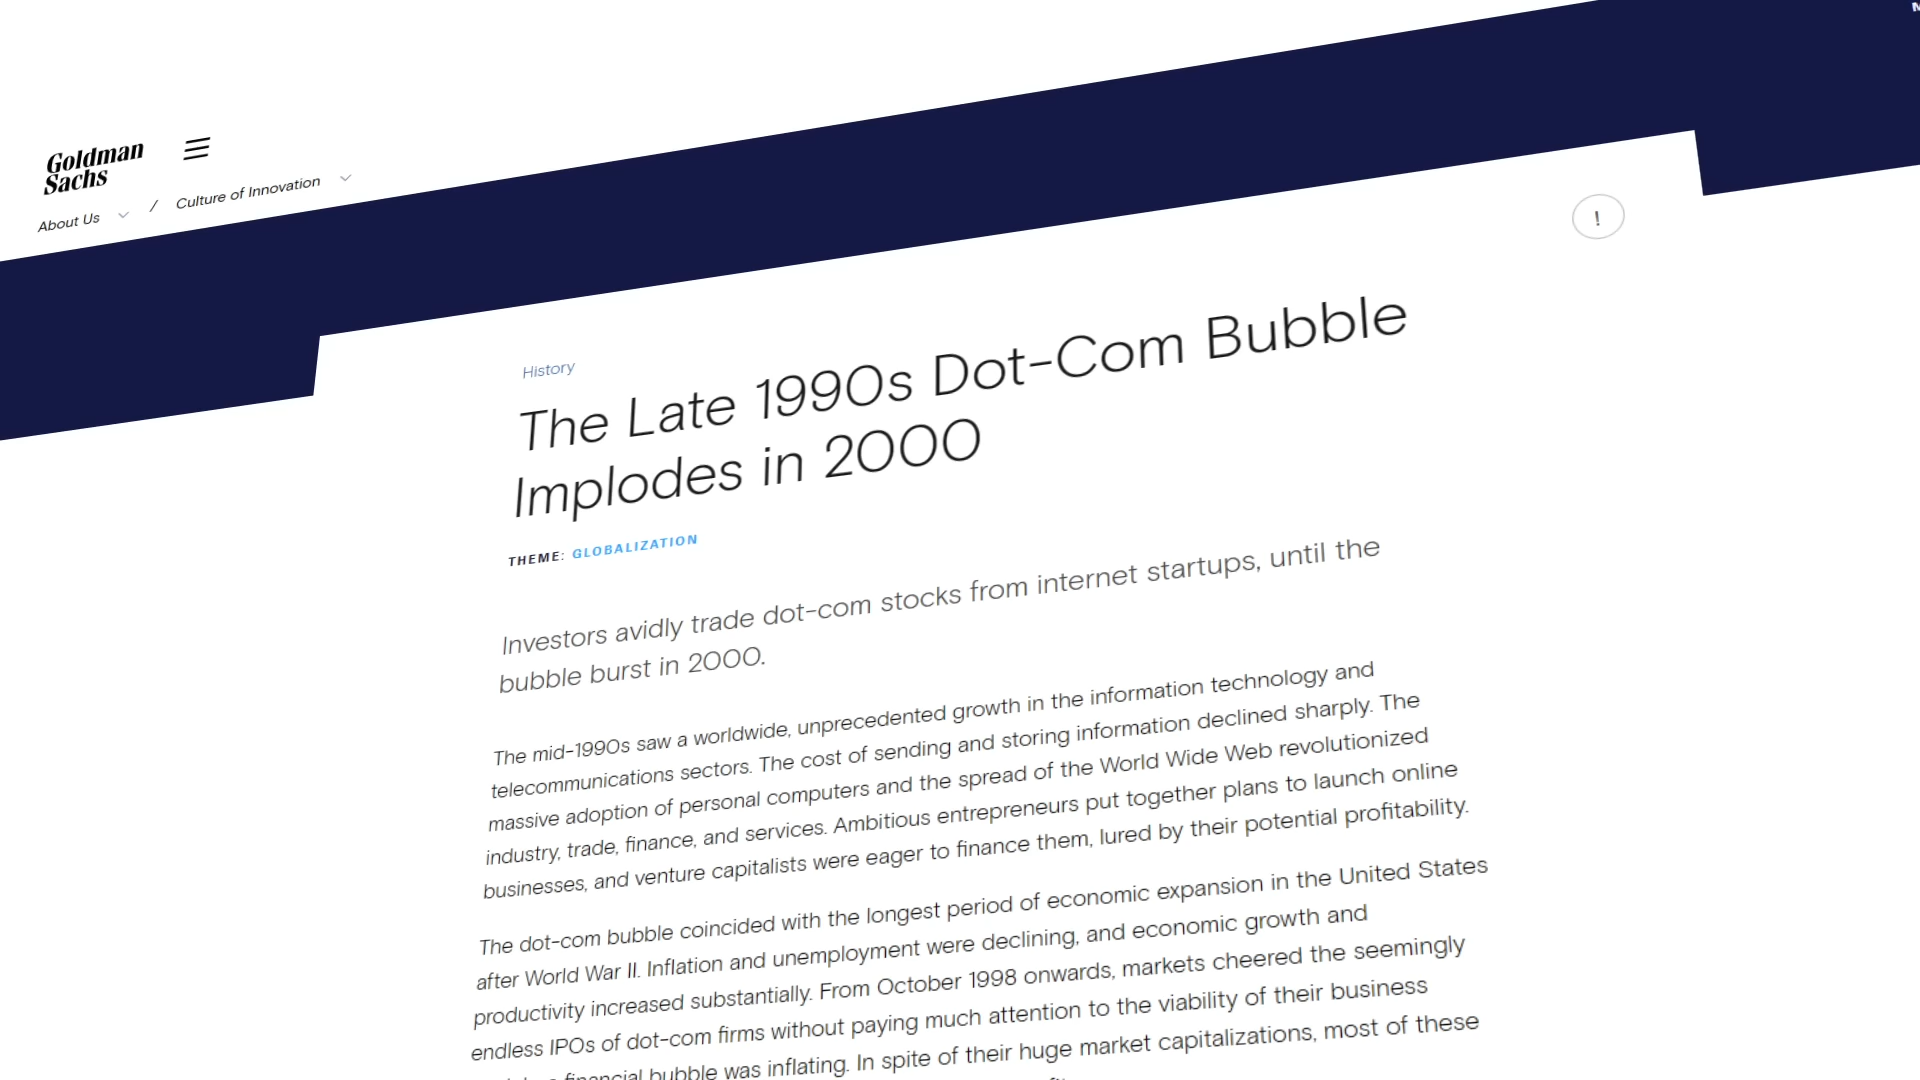 Goldman
Sachs
About Us / Culture of Innovation
!
History
The Late 1990s Dot-Com Bubble
Implodes in 2000
THEME: GLOBALIZATION
Investors avidly trade dot-com stocks from internet startups, until the
bubble burst in 2000.
The mid-1990s saw a worldwide, unprecedented growth in the information technology and
telecommunications sectors. The cost of sending and storing information declined sharply. The
massive adoption of personal computers and the spread of the World Wide Web revolutionized
industry, trade, finance, and services. Ambitious entrepreneurs put together plans to launch online
businesses, and venture capitalists were eager to finance them, lured by their potential profitability.
The dot-com bubble coincided with the longest period of economic expansion in the United States
after World War II. Inflation and unemployment were declining, and economic growth and
productivity increased substantially. From October 1998 onwards, markets cheered the seemingly
endless IPOs of dot-com firms without paying much attention to the viability of their business
financial bubble was inflating. In spite of their huge market capitalizations, most of these